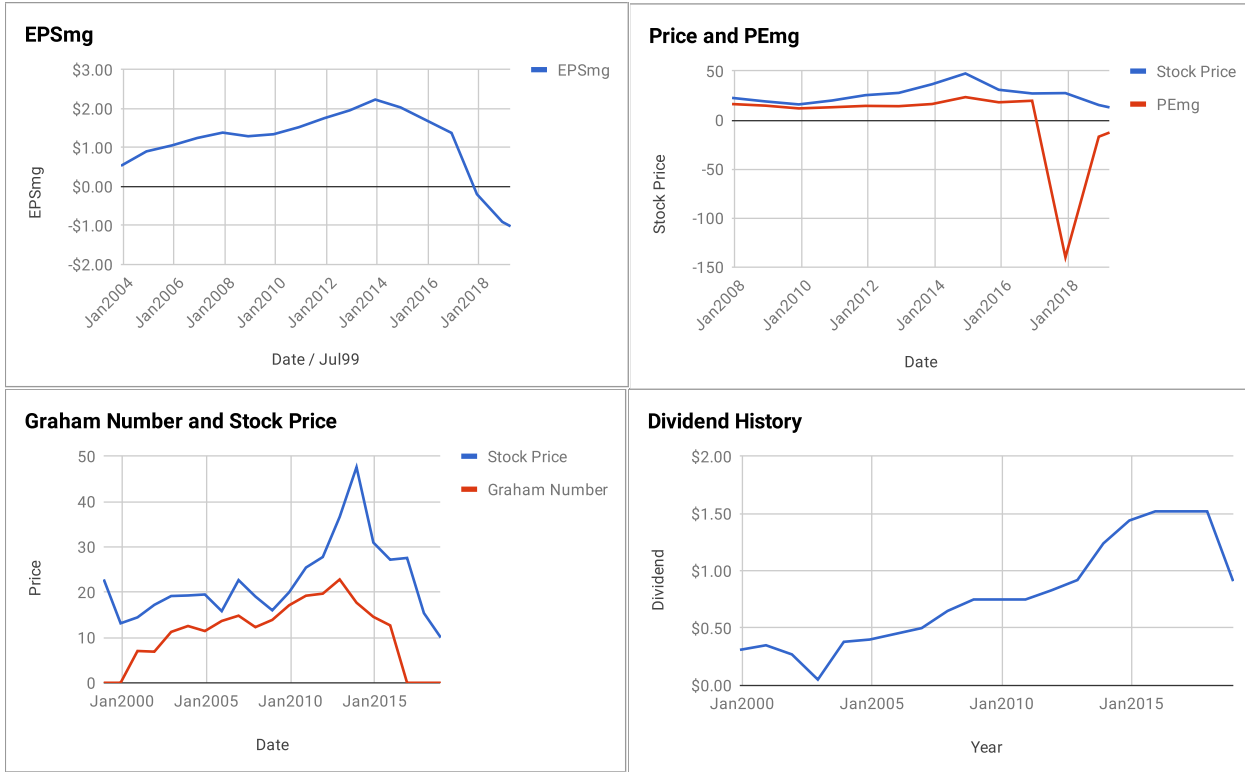 EPSmg
EPSmg
$3.00
$2.00
$1.00
$0.00
-$1.00
-$2.00
EPSmg
Jan2004
Jan2006
Jan2008
Jan2010
Jan2012
Jan2014
Jan2016
Jan2018
Date / Jul99
Price and PEmg
Stock Price
PEmg
50
0
-50
-100
-150
Stock Price
Jan2008
Jan2010
Jan2012
Jan2014
Jan2016
Jan2018
Date
Graham Number and Stock Price
Stock Price
Graham Number
50
40
30
20
10
0
Price
Jan2000
Jan2005
Jan2010
Jan2015
Date
Dividend History
$2.00
$1.50
$1.00
$0.50
$0.00
Dividend
Jan2000
Jan2005
Jan2010
Jan2015
Year